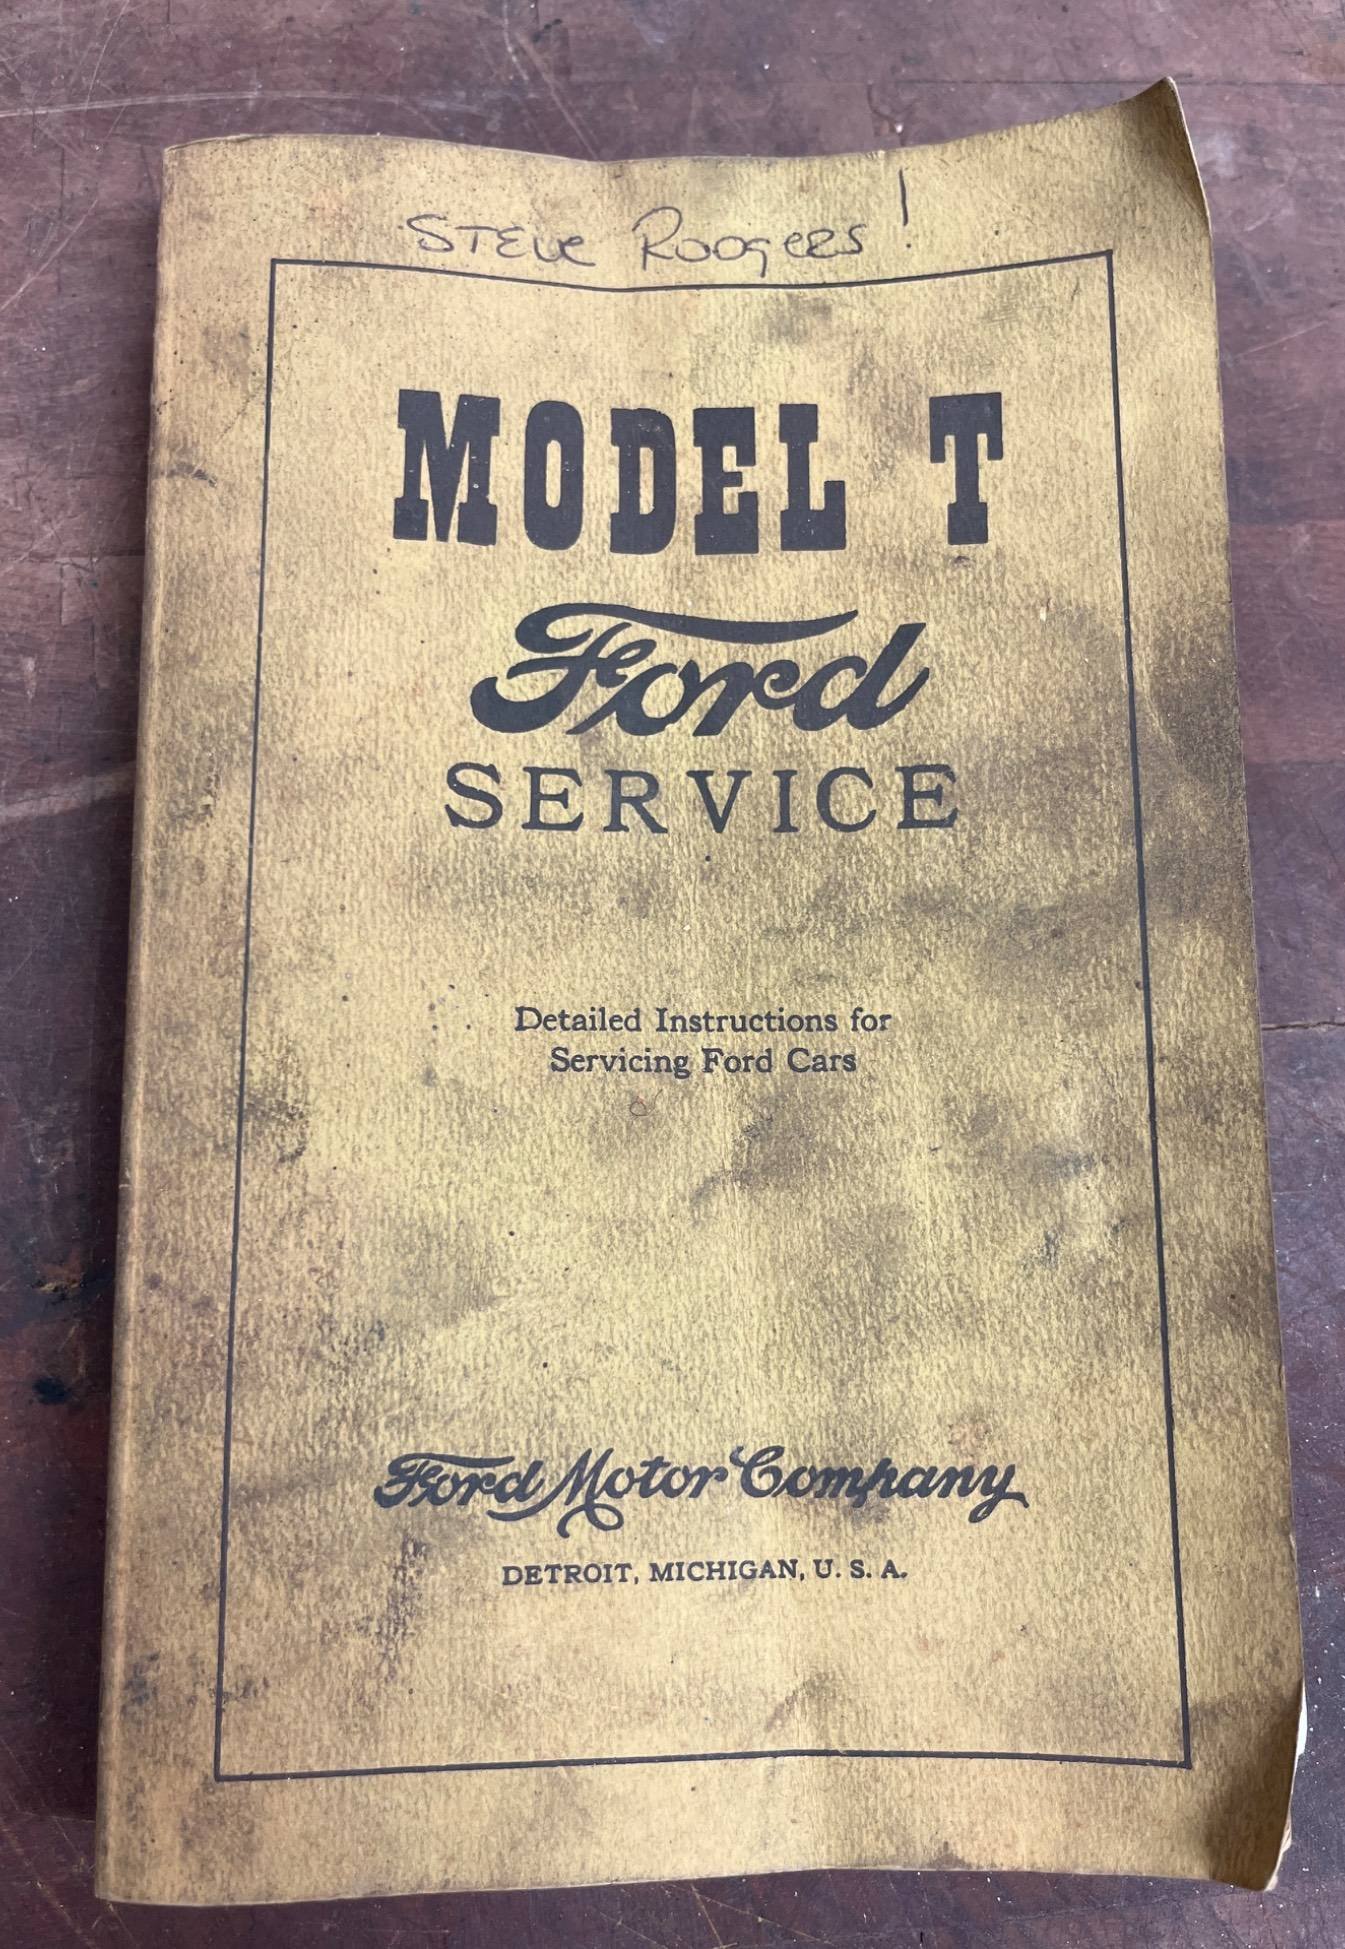 STEVE ROOGERS!
MODEL T
Ford
SERVICE
Detailed Instructions for
Servicing Ford Cars
Ford Motor Company
DETROIT, MICHIGAN, U. S. A.